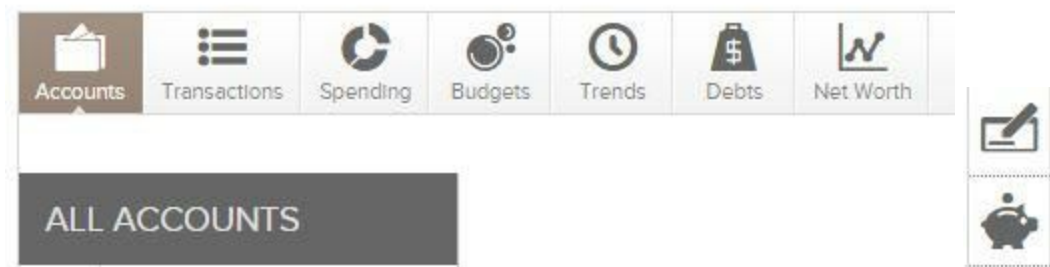 Accounts Transactions Spending Budgets Trends Debts Net Worth
ALL ACCOUNTS